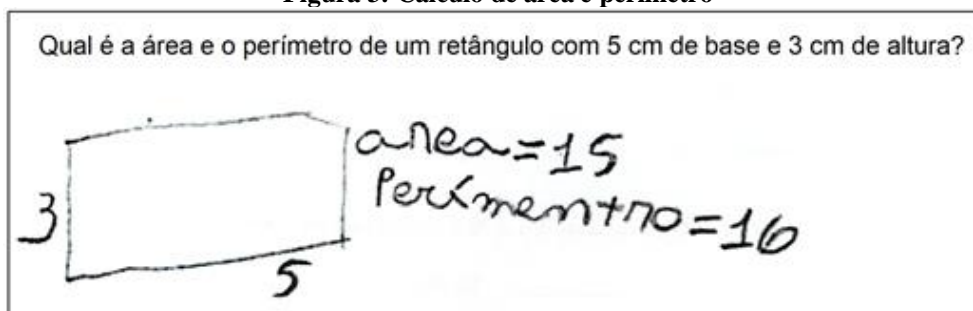 Figura 3: Cálculo de área e perímetro
Qual é a área e o perímetro de um retângulo com 5 cm de base e 3 cm de altura?
area=15
Perímentro=16
3
5